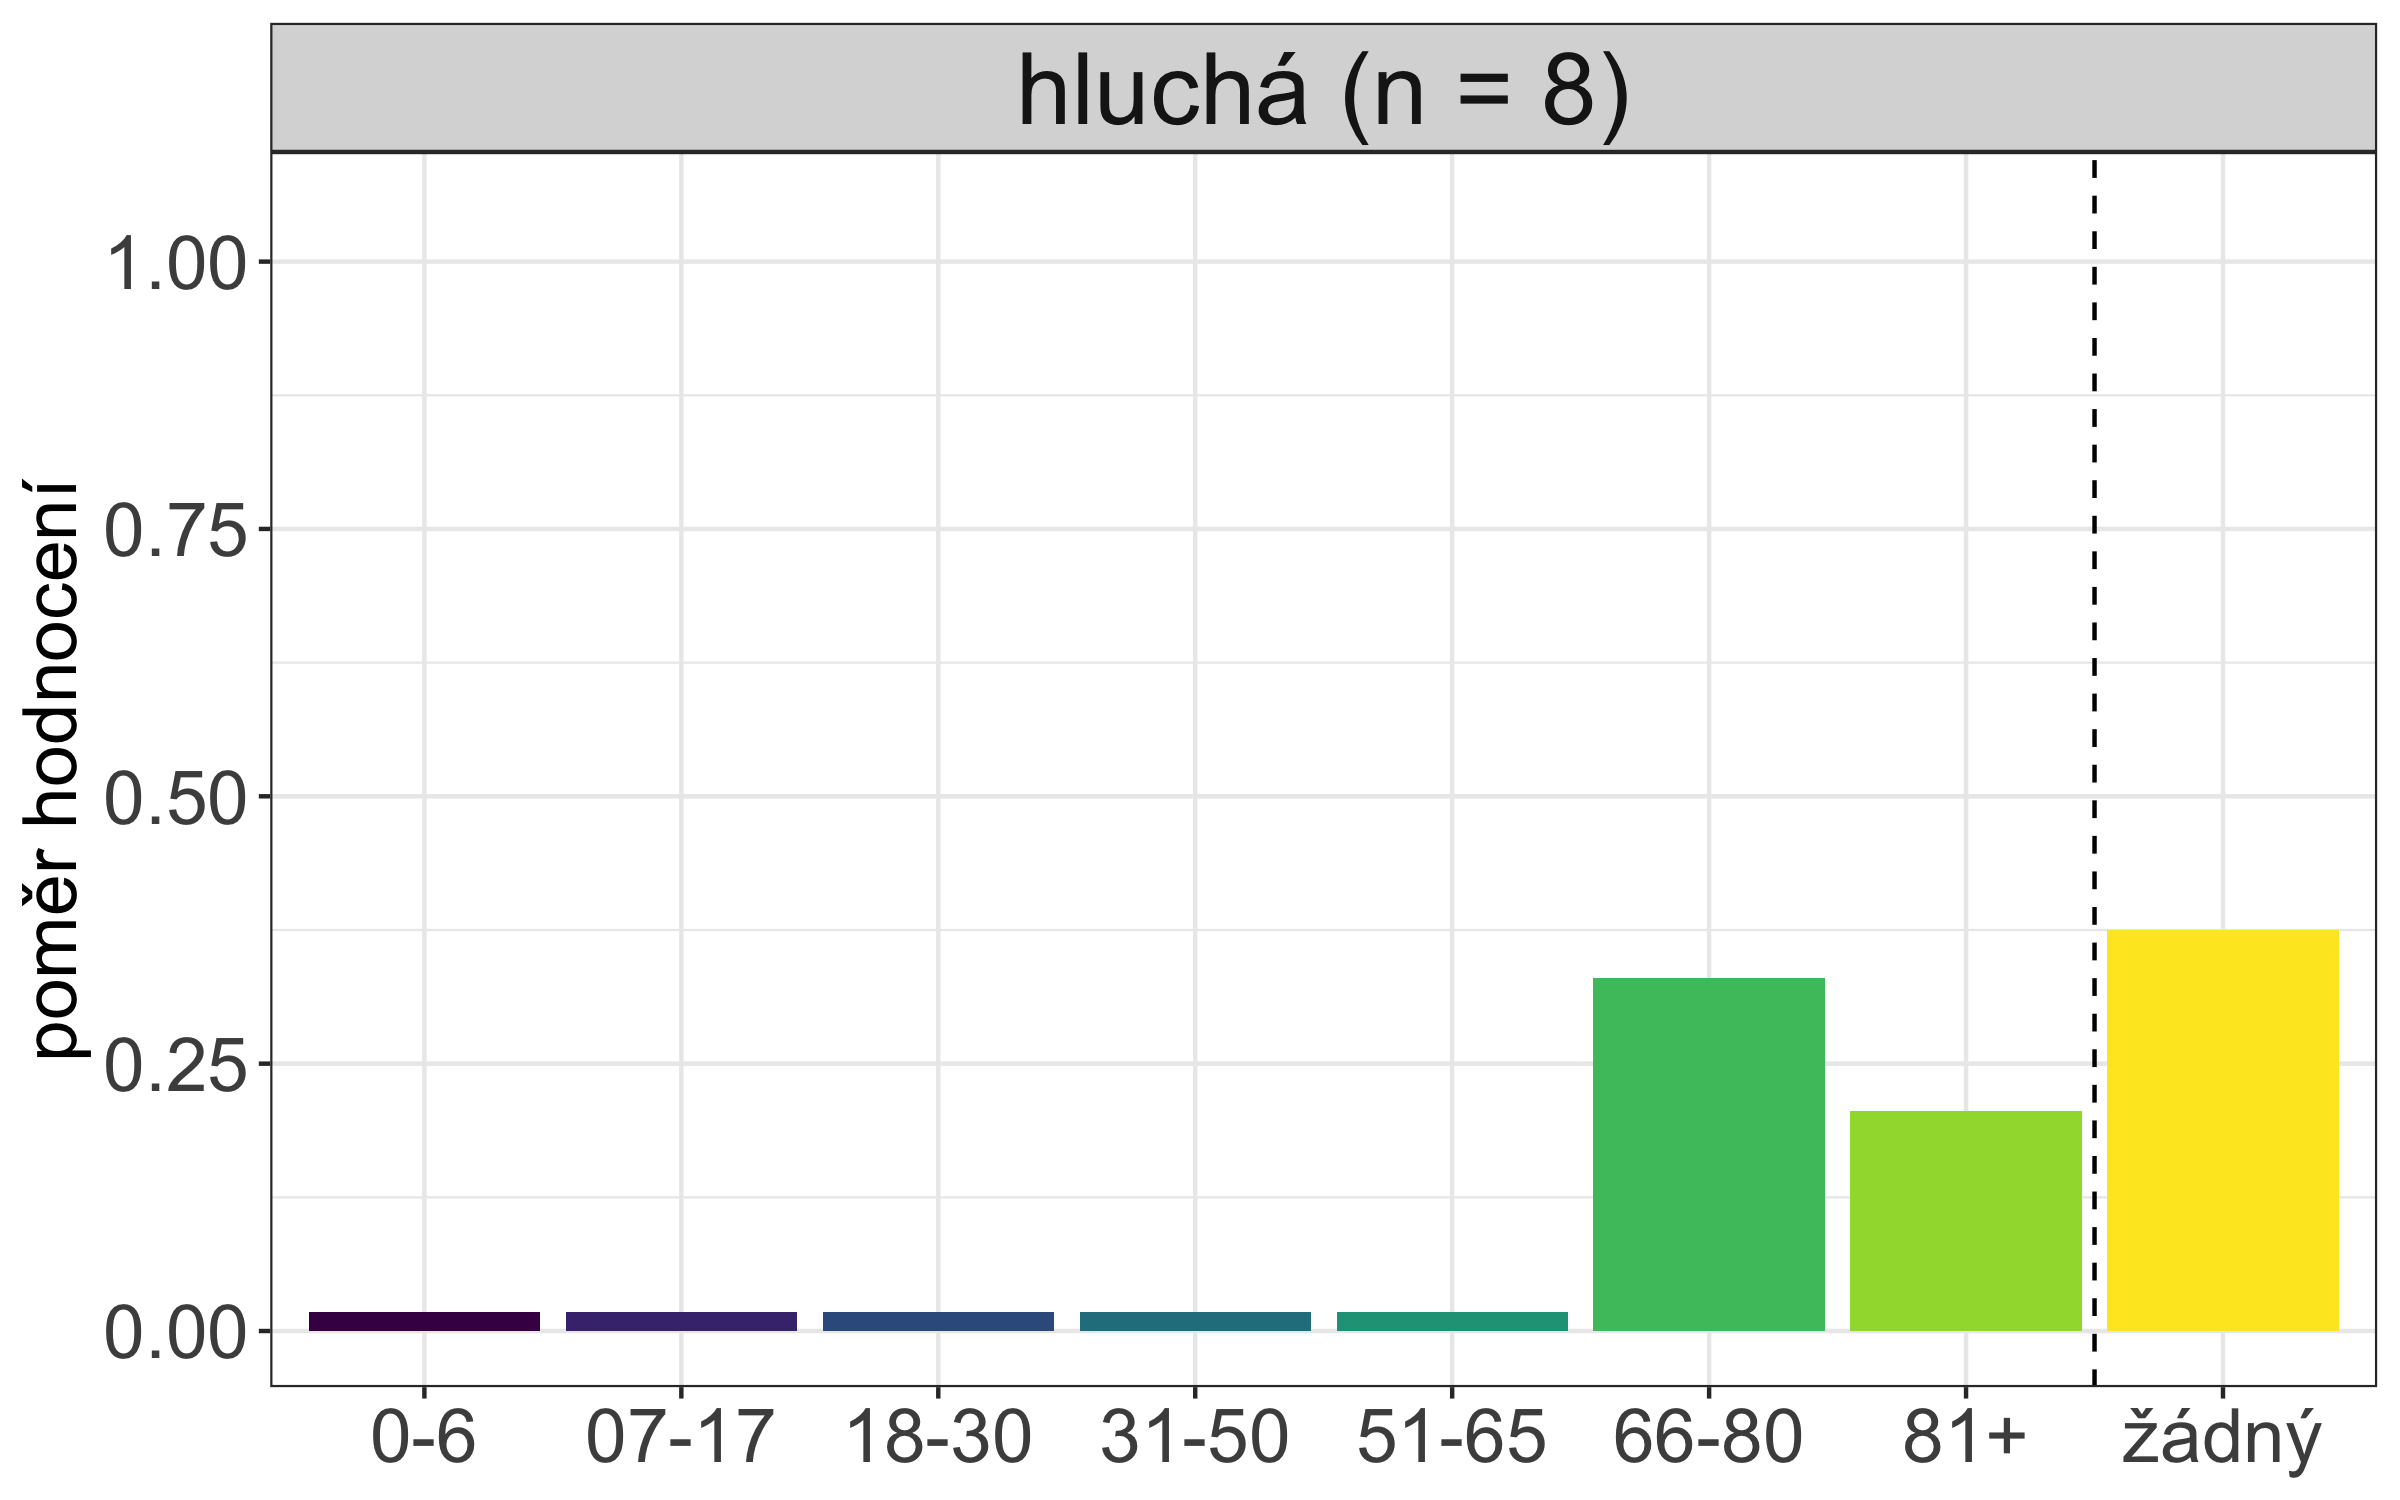 hluchá (n = 8)
poměr hodnocení
1.00
0.75
0.50
0.25
0.00
0-6 07-17 18-30 31-50 51-65 66-80 81+ žádný